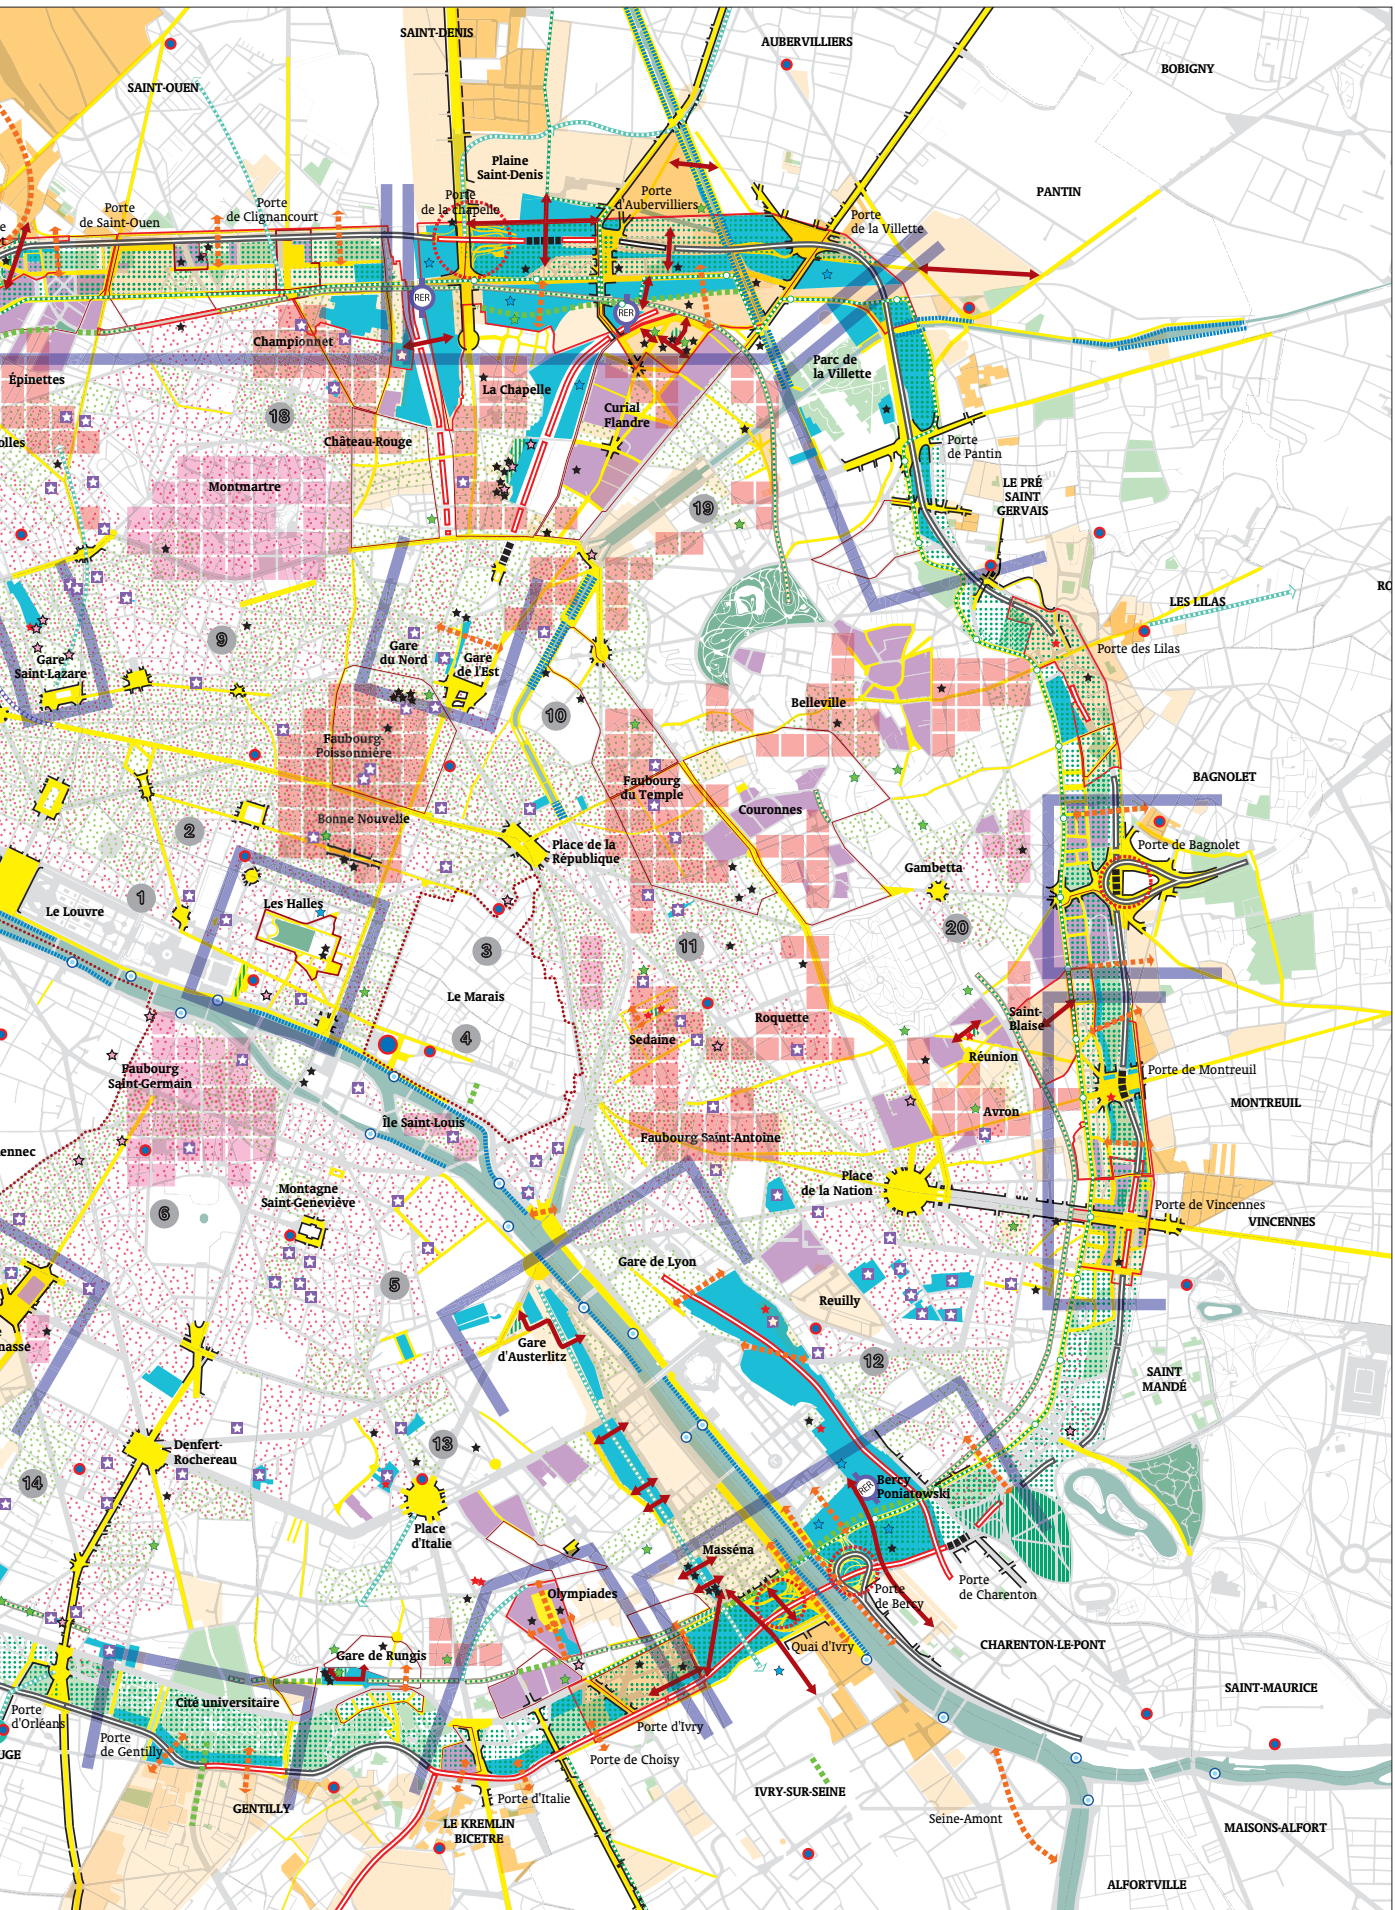 SAINT-DENIS
AUBERVILLIERS
BOBIGNY
SAINT-OUEN
Plaine
Saint-Denis
PANTIN
Porte
de la chapelle
Porte
d'Aubervilliers
Porte
de Saint-Ouen
Porte
de Clignancourt
Porte
de la Villette
RER
RER
Championnet
Épinettes
La Chapelle
Parc de
la Villette
Curial
Flandre
18
olles
Château-Rouge
Porte
de Pantin
Montmartre
LE PRÉ
SAINT
GERVAIS
19
RO
LES LILAS
9
Gare
du Nord
Gare
de l'Est
Gare
Saint-Lazare
Porte des Lilas
Belleville
10
Faubourg-
Poissonnière
BAGNOLET
Faubourg
du Temple
Couronnes
2
Bonne Nouvelle
Place de la
République
Porte de Bagnolet
Gambetta
1
Le Louvre
Les Halles
20
3
11
Le Marais
Roquette
Saint-
Blaise
4
Sedaine
Réunion
Faubourg
Saint-Germain
Porte de Montreuil
MONTREUIL
Avron
Île Saint-Louis
Faubourg Saint-Antoine
ennec
Place
de la Nation
Montagne
Saint-Geneviève
6
Porte de Vincennes
VINCENNES
Gare de Lyon
5
Reuilly
Gare
d'Austerlitz
nasse
12
SAINT
MANDÉ
13
Denfert-
Rochereau
14
RER
Bercy
Poniatowski
Place
d'Italie
Masséna
Olympiades
Porte
de Bercy
Porte
de Charenton
Quai d'Ivry
CHARENTON-LE-PONT
Gare de Rungis
SAINT-MAURICE
Cité universitaire
Porte
d'Orléans
Porte d'Ivry
Porte
de Gentilly
UGE
Porte de Choisy
IVRY-SUR-SEINE
Porte d'Italie
GENTILLY
Seine-Amont
LE KREMLIN
BICETRE
MAISONS-ALFORT
ALFORTVILLE